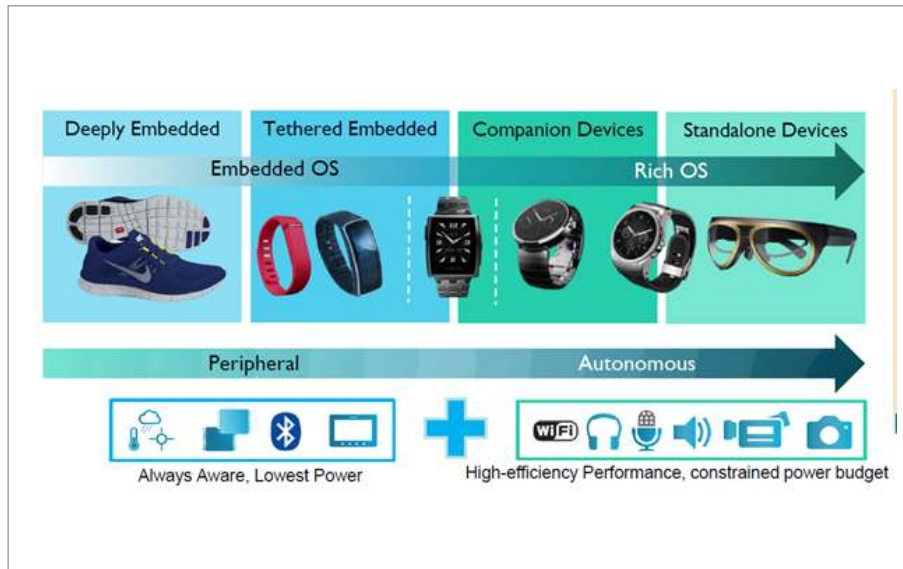 Deeply Embedded
Tethered Embedded
Companion Devices
Standalone Devices
Embedded OS
Rich OS
Peripheral
Autonomous
WiFi
Always Aware, Lowest Power
High-efficiency Performance, constrained power budget